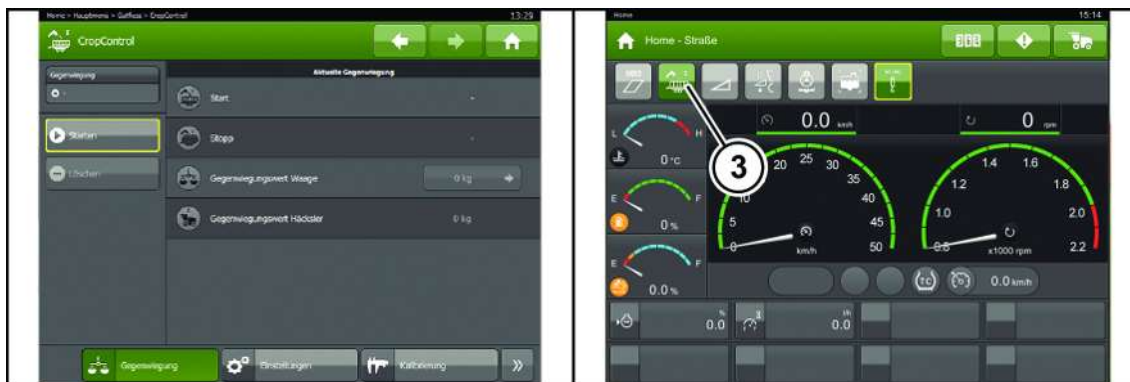 Home > Hauptmenü > Gutfluss > CropControl
13:29
CropControl
Gegenwiegung
Aktuelle Gegenwiegung
Start
-
Starten
Stopp
-
Löschen
Gegenwiegungswert Waage
0 kg
Gegenwiegungswert Häcksler
0 kg
Gegenwiegung
Einstellungen
Kalibrierung
»
Home
15:14
Home - Straße
0.0 km/h
0 rpm
L
H
0 °C
E
F
0 %
E
F
0.0 %
3
0
5
10
20
25
30
35
40
45
50
km/h
0.8
1.0
1.2
1.4
1.6
1.8
2.0
2.2
x1000 rpm
TC
0.0 km/h
%
0.0
1
l/h
0.0